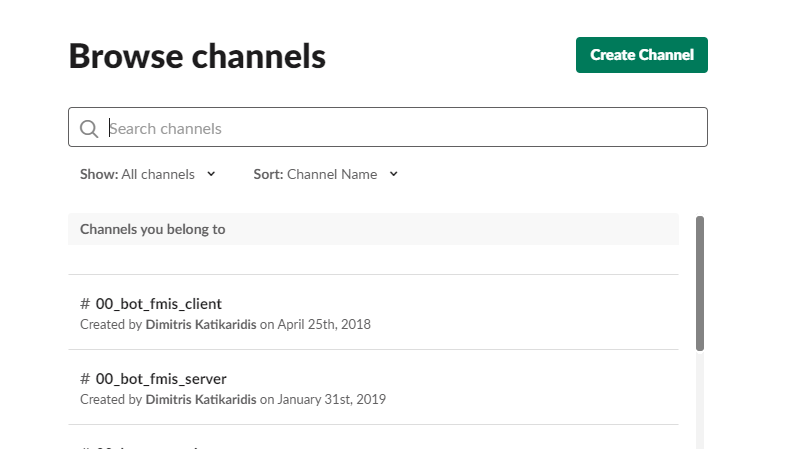 Browse channels
Create Channel
Search channels
Show: All channels
Sort: Channel Name
Channels you belong to
# 00_bot_fmis_client
Created by Dimitris Katikaridis on April 25th, 2018
# 00_bot_fmis_server
Created by Dimitris Katikaridis on January 31st, 2019